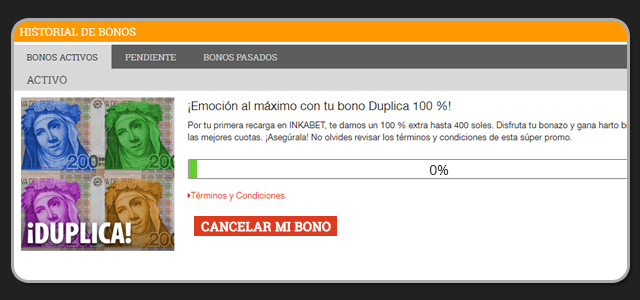 HISTORIAL DE BONOS
BONOS ACTIVOS PENDIENTE BONOS PASADOS
ACTIVO
¡Emoción al máximo con tu bono Duplica 100 %!
Por tu primera recarga en INKABET, te damos un 100 % extra hasta 400 soles. Disfruta tu bonazo y gana harto
las mejores cuotas. ¡Asegúrala! No olvides revisar los términos y condiciones de esta súper promo.
200
0%
¡DUPLICA!
Términos y Condiciones.
CANCELAR MI BONO